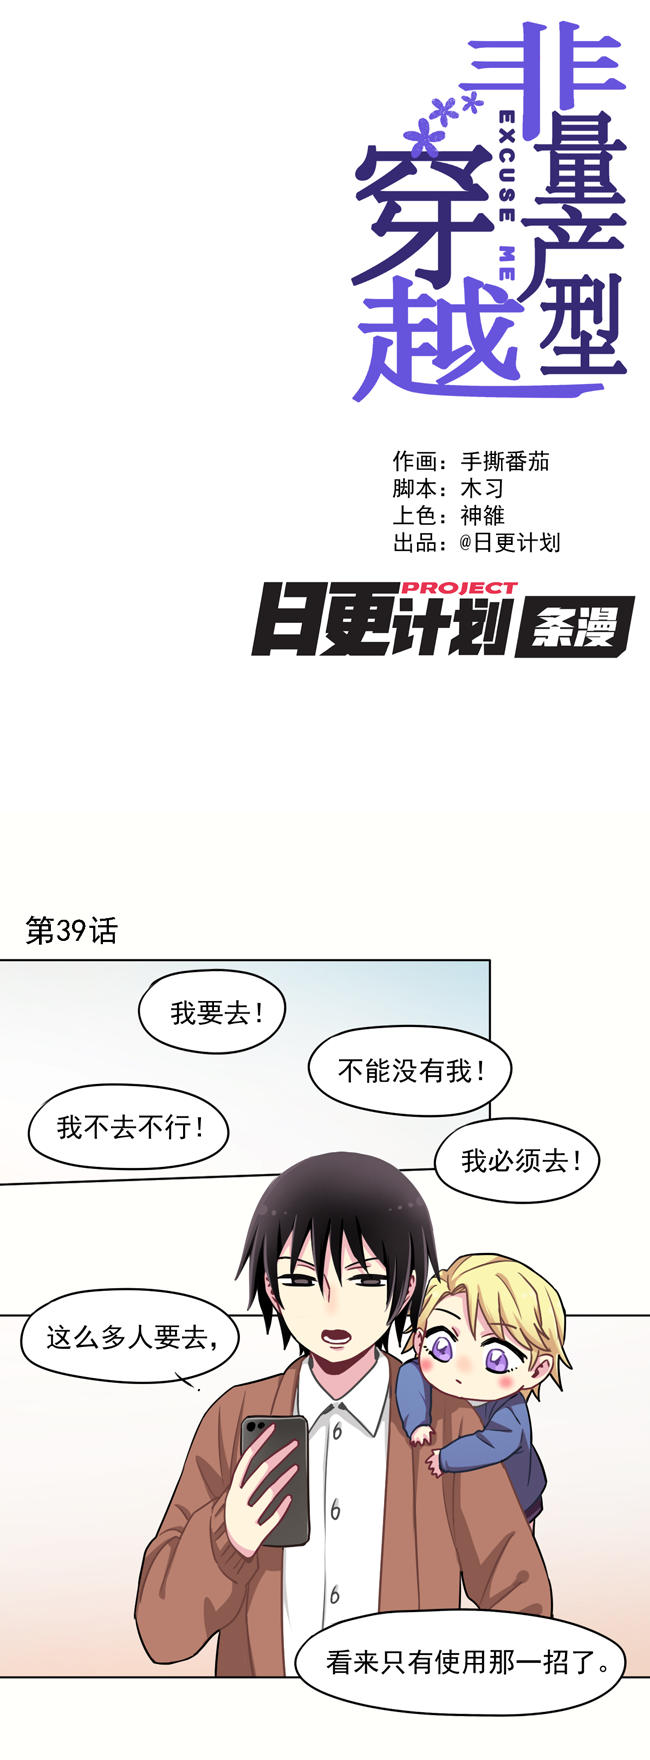 非量产型
穿越
EXCUSE ME
作画：手撕番茄
脚本：木习
上色：神雒
出品：@日更计划
PROJECT
日更计划 条漫
第39话
我要去！
不能没有我！
我不去不行！
我必须去！
这么多人要去，
看来只有使用那一招了。